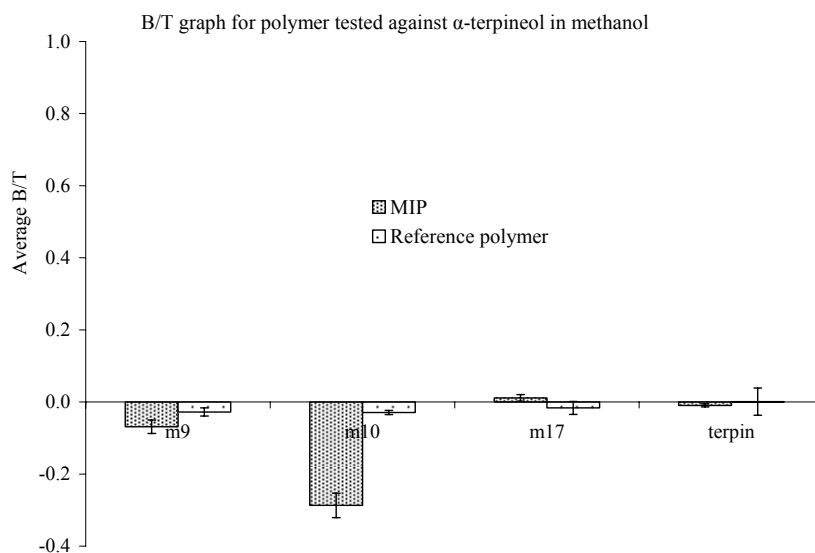 B/T graph for polymer tested against α-terpineol in methanol
1.0
0.8
0.6
0.4
0.2
0.0
-0.2
-0.4
Average B/T
MIP
Reference polymer
m9
m10
m17
terpin